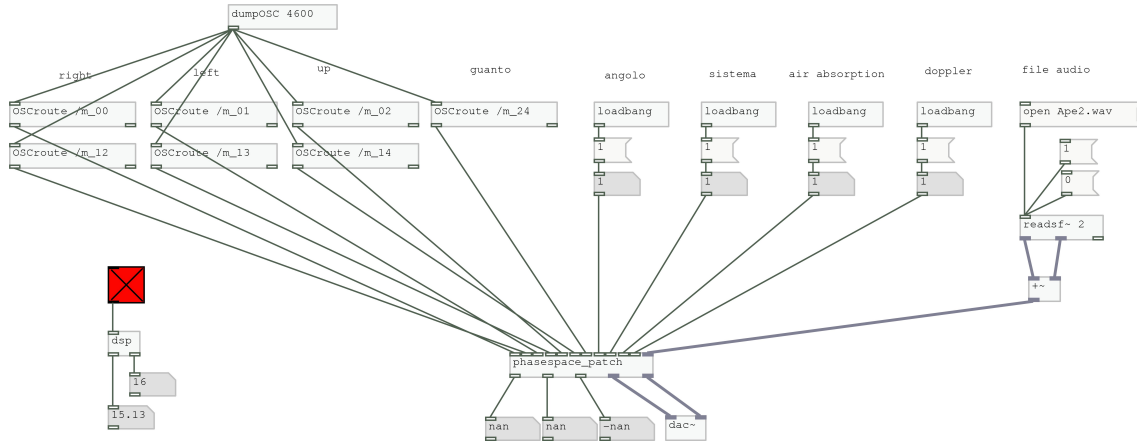 dumpOSC 4600
right
left
up
guanto
angolo
sistema
air absorption
doppler
file audio
OSCroute /m_00
OSCroute /m_01
OSCroute /m_02
OSCroute /m_24
loadbang
loadbang
loadbang
loadbang
open Ape2.wav
OSCroute /m_12
OSCroute /m_13
OSCroute /m_14
1
1
1
1
1
1
1
1
1
0
readsf~ 2
+~
dsp
phasespace_patch
16
15.13
nan
nan
-nan
dac~